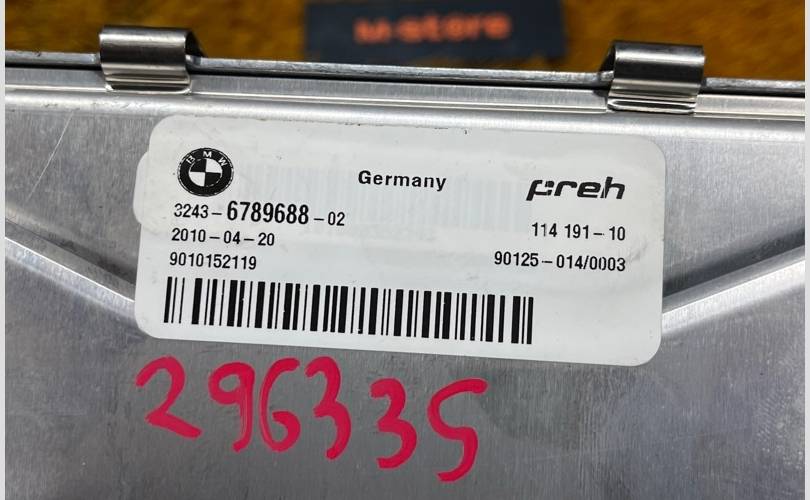 M-store
BMW
Germany
preh
3243-6789688-02
114 191-10
2010-04-20
90125-014/0003
9010152119
296335